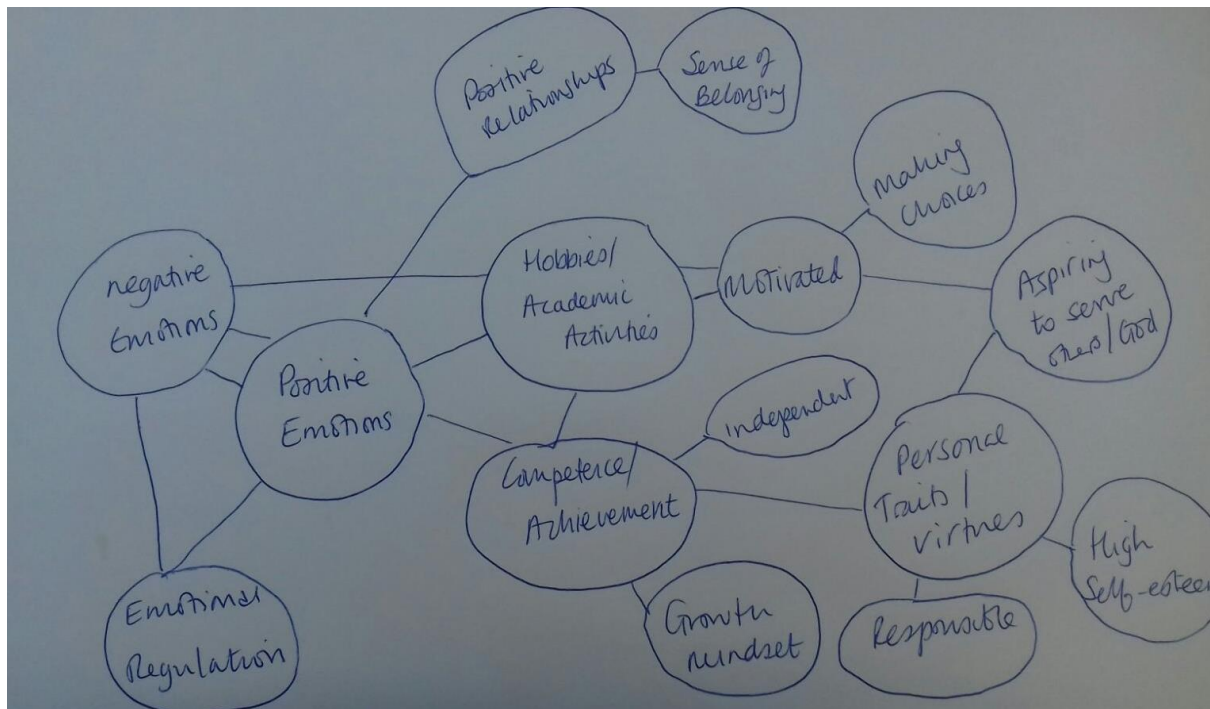 Positive
Relationships
Sense of
Belonging
Making
Choices
negative
Emotions
Hobbies/
Academic
Activities
Motivated
Aspiring
to serve
others/God
Positive
Emotions
independent
Competence/
Achievement
Personal
Traits/
virtues
High
Self-esteem
Emotional
Regulation
Growth
mindset
Responsible